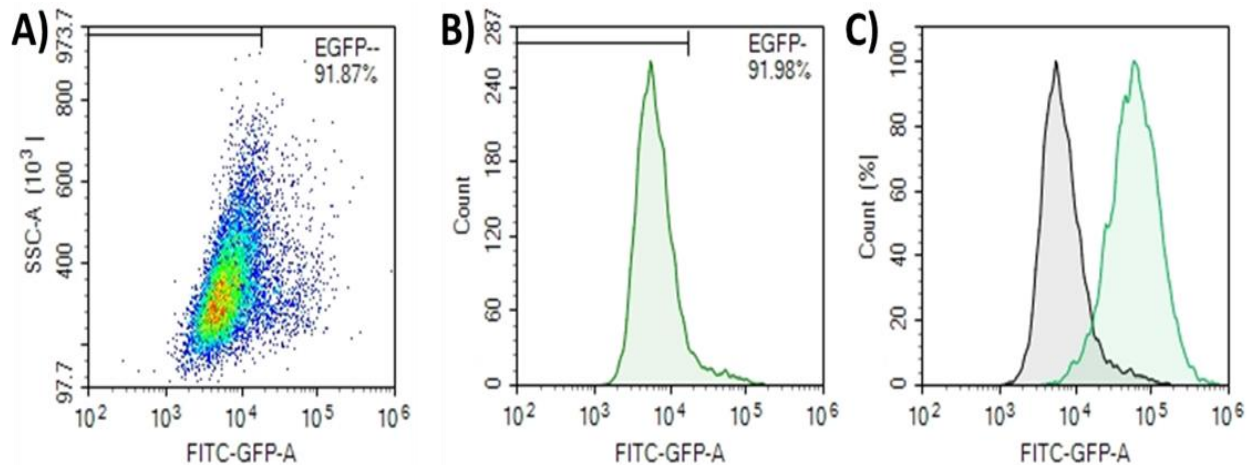 A)
EGFP--
91.87%
SSC-A [10³ ]
973.7
800
600
400
97.7
10² 10³ 10⁴ 10⁵ 10⁶
FITC-GFP-A
B)
EGFP-
91.98%
Count
287
240
180
120
60
0
10² 10³ 10⁴ 10⁵ 10⁶
FITC-GFP-A
C)
Count [%]
100
80
60
40
20
0
10² 10³ 10⁴ 10⁵ 10⁶
FITC-GFP-A